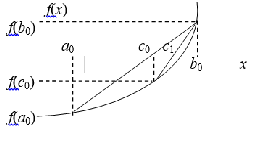 f(x)
f(b₀)
a₀ c₀ c₁
b₀ x
f(c₀)
f(a₀)